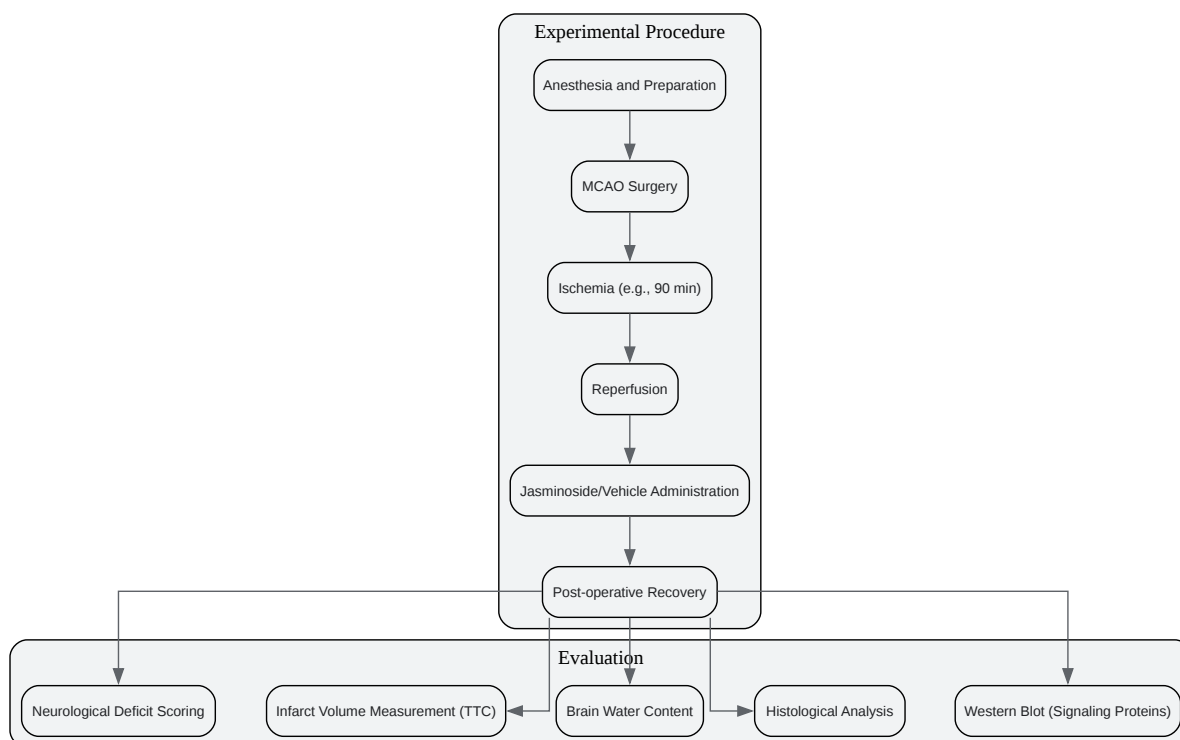 Experimental Procedure
Anesthesia and Preparation
MCAO Surgery
Ischemia (e.g., 90 min)
Reperfusion
Jasminoside/Vehicle Administration
Post-operative Recovery
Evaluation
Neurological Deficit Scoring
Infarct Volume Measurement (TTC)
Brain Water Content
Histological Analysis
Western Blot (Signaling Proteins)